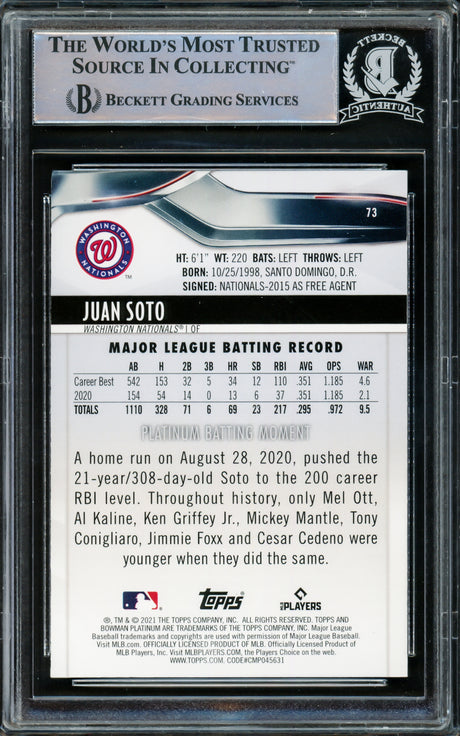 THE WORLD'S MOST TRUSTED
SOURCE IN COLLECTING™
B BECKETT GRADING SERVICES
BECKETT
B
AUTHENTIC
73
WASHINGTON
W
NATIONALS
™
HT: 6'1" WT: 220 BATS: LEFT THROWS: LEFT
BORN: 10/25/1998, SANTO DOMINGO, D.R.
SIGNED: NATIONALS-2015 AS FREE AGENT
JUAN SOTO
WASHINGTON NATIONALS® | OF
MAJOR LEAGUE BATTING RECORD
AB H 2B 3B HR SB RBI AVG OPS WAR
Career Best 542 153 32 5 34 12 110 .351 1.185 4.6
2020 154 54 14 0 13 6 37 .351 1.185 2.1
TOTALS 1110 328 71 6 69 23 217 .295 .972 9.5
PLATINUM BATTING MOMENT
A home run on August 28, 2020, pushed the
21-year/308-day-old Soto to the 200 career
RBI level. Throughout history, only Mel Ott,
Al Kaline, Ken Griffey Jr., Mickey Mantle, Tony
Conigliaro, Jimmie Foxx and Cesar Cedeno were
younger when they did the same.
TOPPS
MLB PLAYERS
®, TM & © 2021 THE TOPPS COMPANY, INC. ALL RIGHTS RESERVED. TOPPS AND
BOWMAN PLATINUM ARE TRADEMARKS OF THE TOPPS COMPANY, INC. Major League
Baseball trademarks and copyrights are used with permission of Major League Baseball.
Visit MLB.com. OFFICIALLY LICENSED PRODUCT OF MLB. Officially Licensed Product of
MLB Players, Inc. Visit MLBPLAYERS.com, the Players Choice on the web.
WWW.TOPPS.COM. CODE#CMP045631